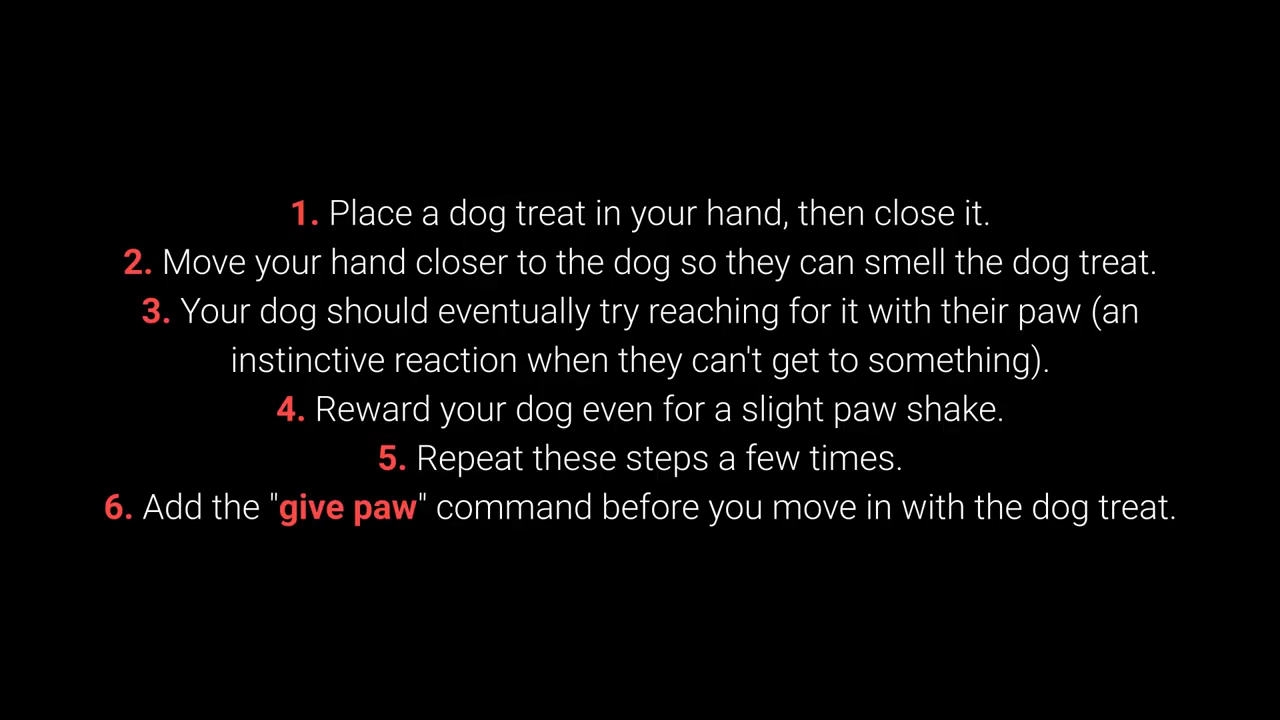 1. Place a dog treat in your hand, then close it.
2. Move your hand closer to the dog so they can smell the dog treat.
3. Your dog should eventually try reaching for it with their paw (an
instinctive reaction when they can't get to something).
4. Reward your dog even for a slight paw shake.
5. Repeat these steps a few times.
6. Add the "give paw" command before you move in with the dog treat.